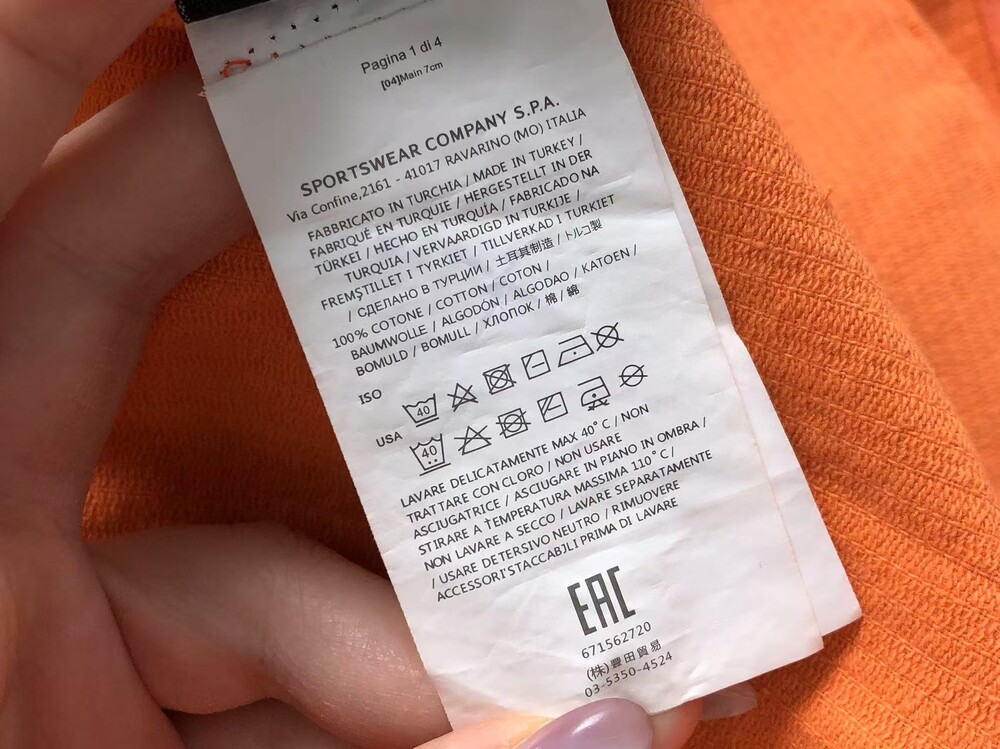 Pagina 1 di 4
[04]Main 7cm
SPORTSWEAR COMPANY S.P.A.
Via Confine,2161 - 41017 RAVARINO (MO) ITALIA
FABBRICATO IN TURCHIA / MADE IN TURKEY /
FABRIQUÉ EN TURQUIE / HERGESTELLT IN DER
TÜRKEI / HECHO EN TURQUÍA / FABRICADO NA
TURQUIA / VERVAARDIGD IN TURKIJE /
FREMSTILLET I TYRKIET / TILLVERKAD I TURKIET
/ СДЕЛАНО В ТУРЦИИ / 土耳其制造 / トルコ製
100% COTONE / COTTON / COTON /
BAUMWOLLE / ALGODÓN / ALGODAO / KATOEN /
BOMULD / BOMULL / ХЛОПОК / 棉 / 綿
ISO
40
USA
40
LAVARE DELICATAMENTE MAX 40°C / NON
TRATTARE CON CLORO / NON USARE
ASCIUGATRICE / ASCIUGARE IN PIANO IN OMBRA /
STIRARE A TEMPERATURA MASSIMA 110°C /
NON LAVARE A SECCO / LAVARE SEPARATAMENTE
/ USARE DETERSIVO NEUTRO / RIMUOVERE
ACCESSORI STACCABILI PRIMA DI LAVARE
EAC
671562720
(株)豊田貿易
03-5350-4524